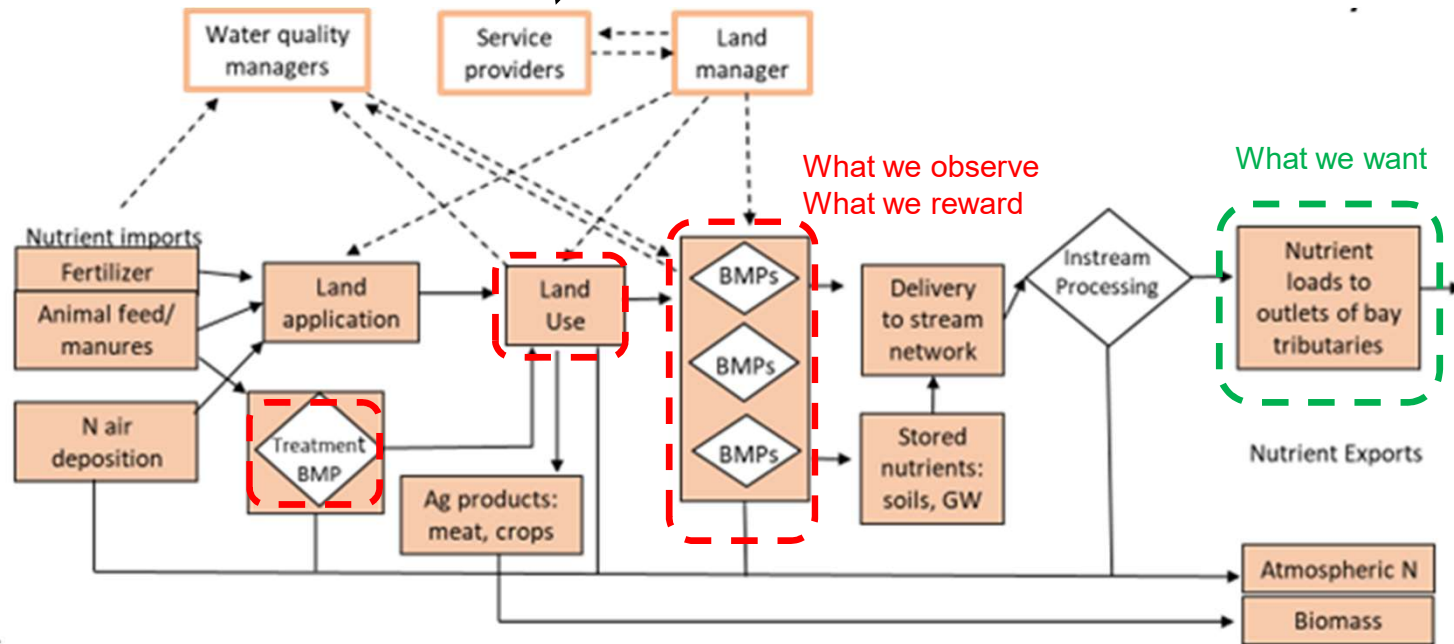 Water quality
managers
Service
providers
Land
manager
What we observe
What we reward
What we want
Nutrient imports
Fertilizer
Animal feed/
manures
N air
deposition
Land
application
Treatment
BMP
Land
Use
Ag products:
meat, crops
BMPs
BMPs
BMPs
Delivery
to stream
network
Stored
nutrients:
soils, GW
Instream
Processing
Nutrient
loads to
outlets of bay
tributaries
Nutrient Exports
Atmospheric N
Biomass